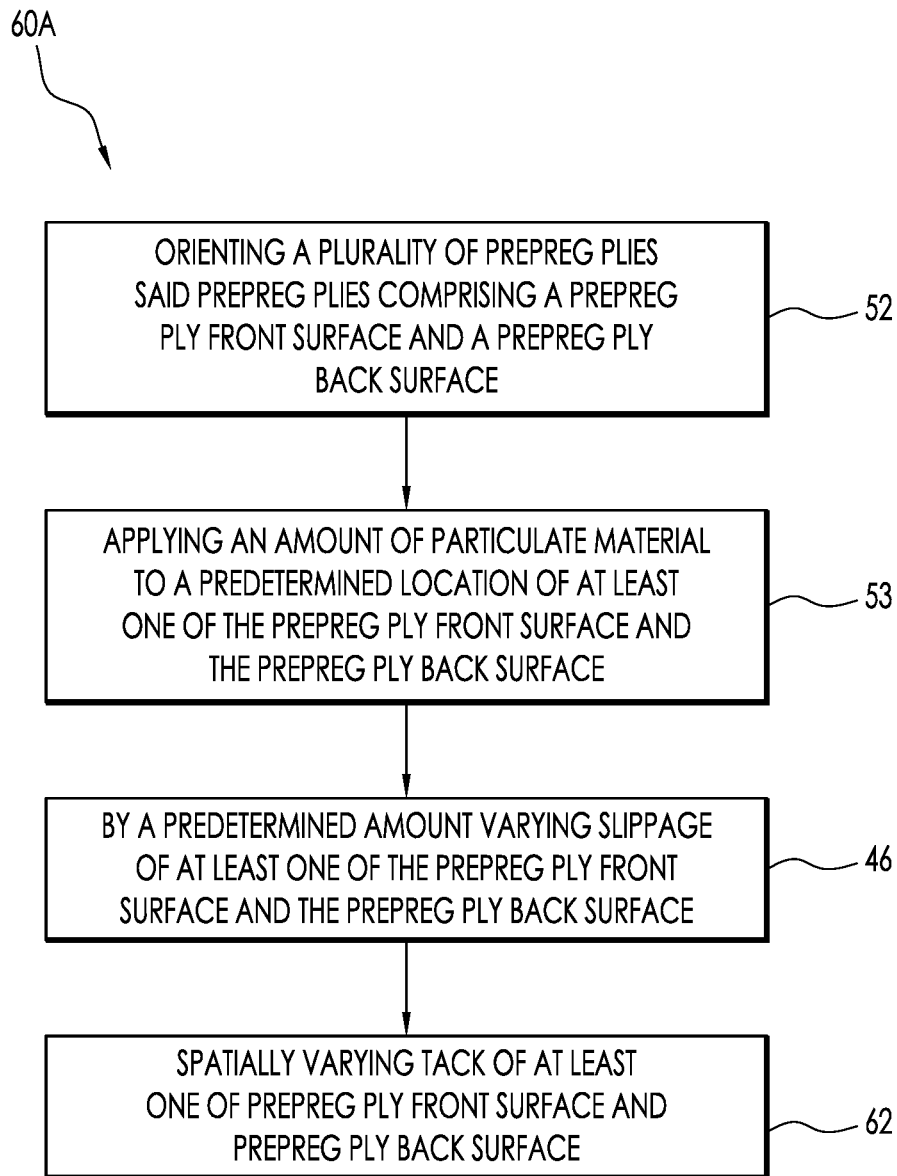 60A
ORIENTING A PLURALITY OF PREPREG PLIES
SAID PREPREG PLIES COMPRISING A PREPREG
PLY FRONT SURFACE AND A PREPREG PLY
BACK SURFACE
52
APPLYING AN AMOUNT OF PARTICULATE MATERIAL
TO A PREDETERMINED LOCATION OF AT LEAST
ONE OF THE PREPREG PLY FRONT SURFACE AND
THE PREPREG PLY BACK SURFACE
53
BY A PREDETERMINED AMOUNT VARYING SLIPPAGE
OF AT LEAST ONE OF THE PREPREG PLY FRONT
SURFACE AND THE PREPREG PLY BACK SURFACE
46
SPATIALLY VARYING TACK OF AT LEAST
ONE OF PREPREG PLY FRONT SURFACE AND
PREPREG PLY BACK SURFACE
62